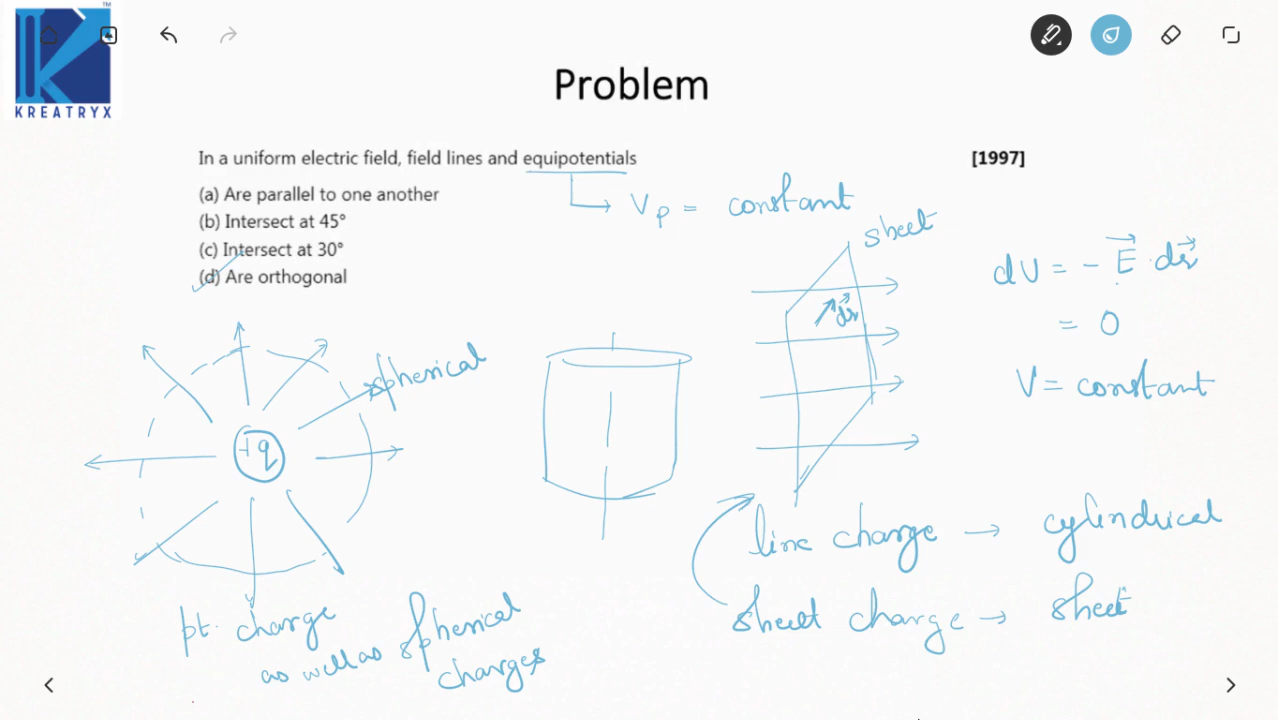 TM
KREATRYX
Problem
In a uniform electric field, field lines and equipotentials [1997]
(a) Are parallel to one another
(b) Intersect at 45°
(c) Intersect at 30°
(d) Are orthogonal
V_P = constant
sheet
dr
dV = - E . dr
= 0
V = constant
spherical
+q
line charge → cylindrical
sheet charge → sheet
pt. charge
as well as spherical
charges